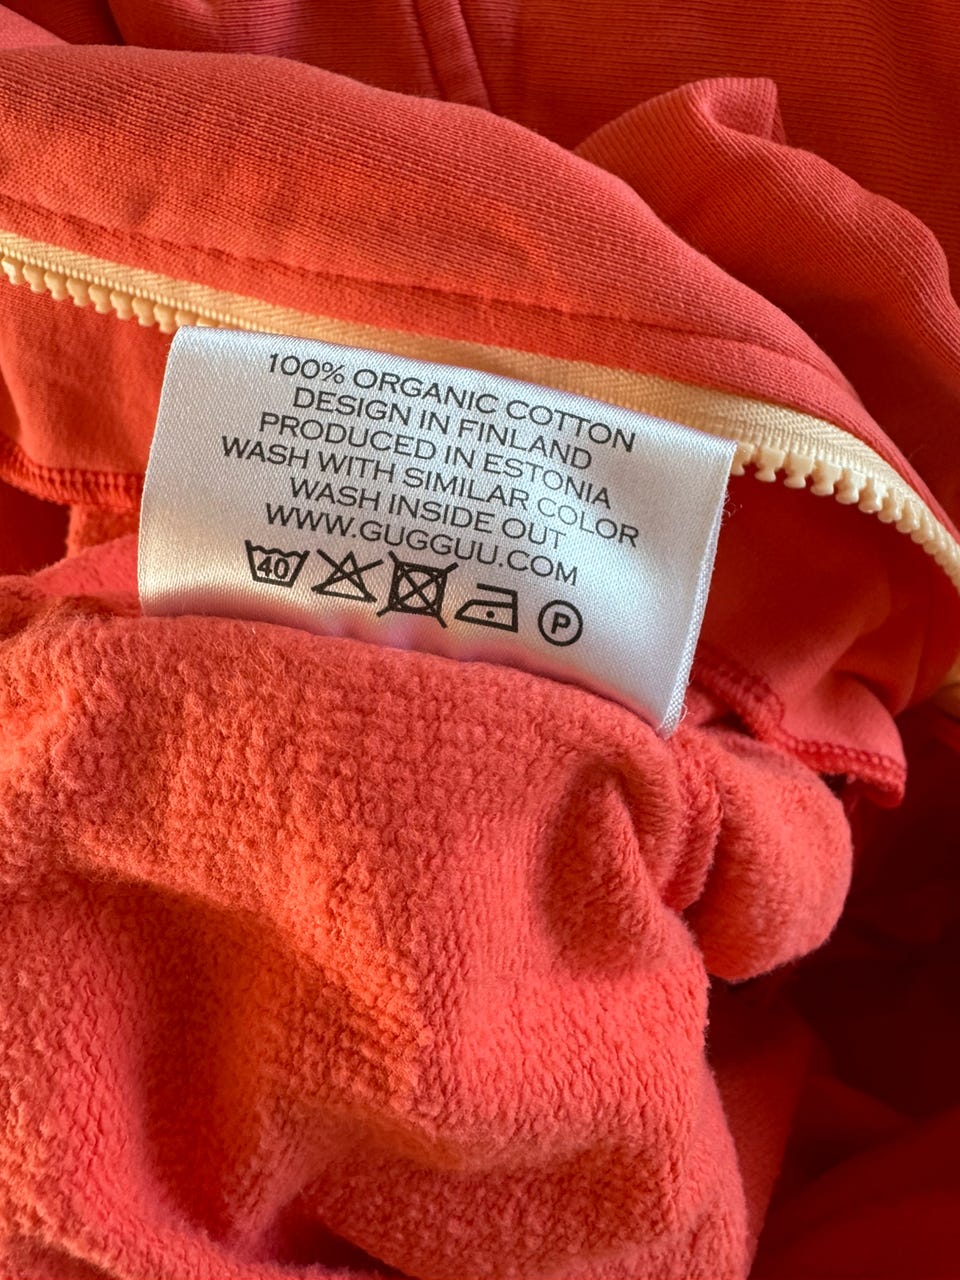 100% ORGANIC COTTON
DESIGN IN FINLAND
PRODUCED IN ESTONIA
WASH WITH SIMILAR COLOR
WASH INSIDE OUT
WWW.GUGGUU.COM
40 P